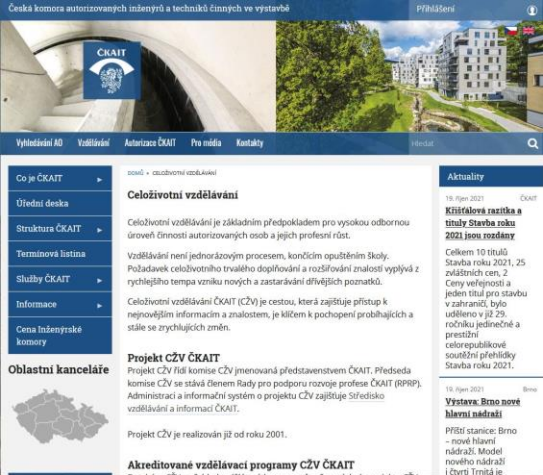 Česká komora autorizovaných inženýrů a techniků činných ve výstavbě
Přihlášení
ČKAIT
Vyhledávání AO
Vzdělávání
Autorizace ČKAIT
Pro média
Kontakty
Hledat
Co je ČKAIT
Úřední deska
Struktura ČKAIT
Termínová listina
Služby ČKAIT
Informace
Cena Inženýrské
komory
Oblastní kanceláře
DOMŮ • CELOŽIVOTNÍ VZDĚLÁVÁNÍ
Celoživotní vzdělávání
Celoživotní vzdělávání je základním předpokladem pro vysokou odbornou
úroveň činnosti autorizovaných osob a jejich profesní růst.
Vzdělávání není jednorázovým procesem, končícím opuštěním školy.
Požadavek celoživotního trvalého doplňování a rozšiřování znalostí vyplývá z
rychlejšího tempa vzniku nových a zastarávání dřívějších poznatků.
Celoživotní vzdělávání ČKAIT (CŽV) je cestou, která zajišťuje přístup k
nejnovějším informacím a znalostem, je klíčem k pochopení probíhajících a
stále se zrychlujících změn.
Projekt CŽV ČKAIT
Projekt CŽV řídí komise CŽV jmenovaná představenstvem ČKAIT. Předseda
komise CŽV se stává členem Rady pro podporu rozvoje profese ČKAIT (RPRP).
Administraci a informační systém o projektu CŽV zajišťuje Středisko
vzdělávání a informací ČKAIT.
Projekt CŽV je realizován již od roku 2001.
Akreditované vzdělávací programy CŽV ČKAIT
Aktuality
19. říjen 2021 ČKAIT
Křišťálová razítka a
tituly Stavba roku
2021 jsou rozdány
Celkem 10 titulů
Stavba roku 2021, 25
zvláštních cen, 2
Ceny veřejnosti a
jeden titul pro stavbu
v zahraničí, bylo
uděleno v již 29.
ročníku jedinečné a
prestižní
celorepublikové
soutěžní přehlídky
Stavba roku 2021.
19. říjen 2021 Brno
Výstava: Brno nové
hlavní nádraží
Příští stanice: Brno
– nové hlavní
nádraží. Model
nového nádraží
i čtvrti Trnitá je